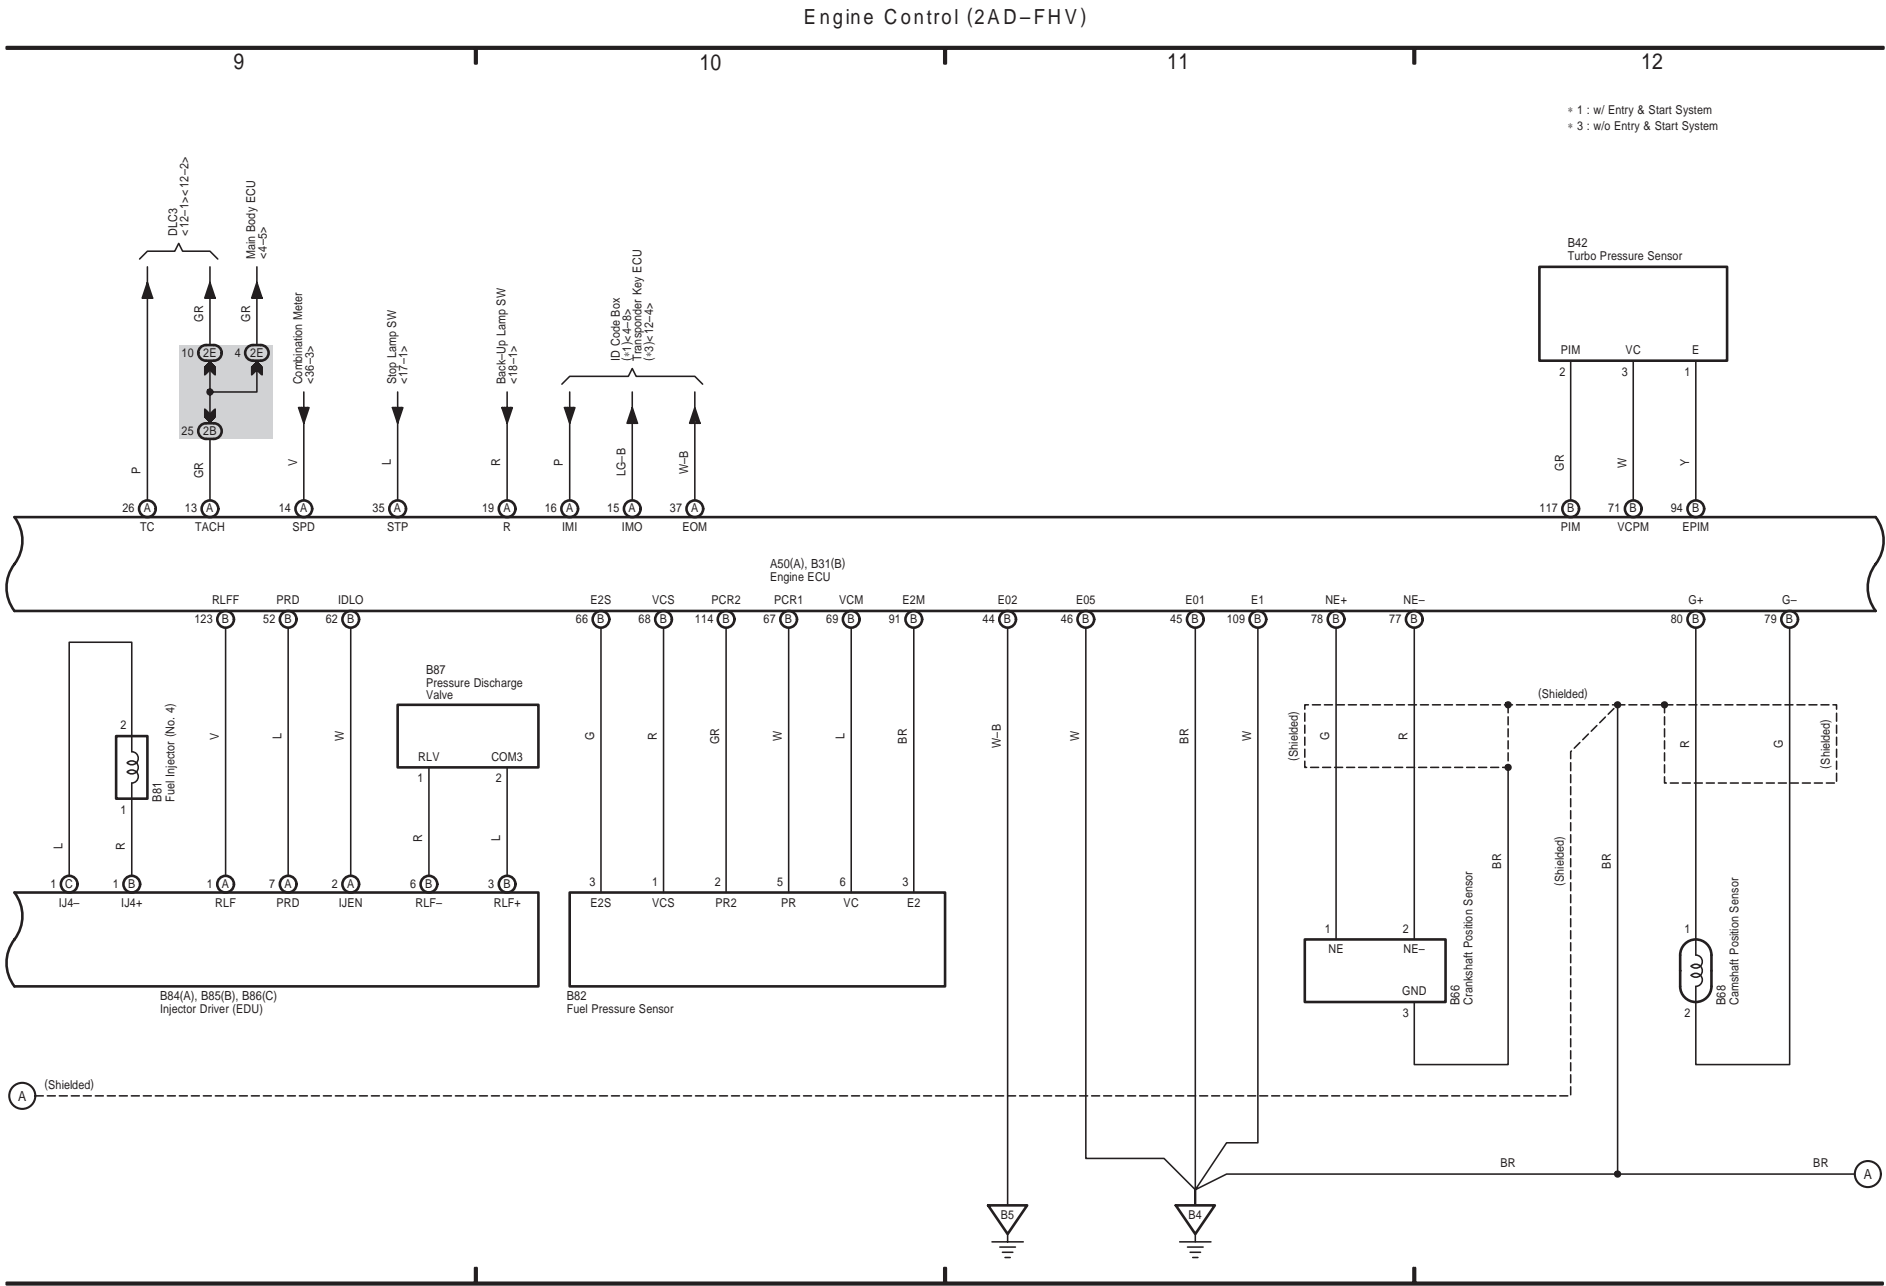 Engine Control (2AD–FHV)
9
10
11
12
∗ 1 : w/ Entry & Start System
∗ 3 : w/o Entry & Start System
DLC3
<12–1><12–2>
Main Body ECU
<4–5>
Combination Meter
<36–3>
Stop Lamp SW
<17–1>
Back–Up Lamp SW
<18–1>
ID Code Box
(∗1)<4–8>
Transponder Key ECU
(∗3)<12–4>
B42
Turbo Pressure Sensor
PIM VC E
2 3 1
GR GR
10 2E 4 2E
25 2B
P GR V L R P LG–B W–B GR W Y
26 A 13 A 14 A 35 A 19 A 16 A 15 A 37 A 117 B 71 B 94 B
TC TACH SPD STP R IMI IMO EOM PIM VCPM EPIM
A50(A), B31(B)
Engine ECU
RLFF PRD IDLO E2S VCS PCR2 PCR1 VCM E2M E02 E05 E01 E1 NE+ NE– G+ G–
123 B 52 B 62 B 66 B 68 B 114 B 67 B 69 B 91 B 44 B 46 B 45 B 109 B 78 B 77 B 80 B 79 B
B87
Pressure Discharge
Valve
RLV COM3
1 2
2
B81
Fuel Injector (No. 4)
1
(Shielded)
(Shielded)
(Shielded)
(Shielded)
V L W G R GR W L BR W–B W BR W G R R G
L R R L BR BR
1 C 1 B 1 A 7 A 2 A 6 B 3 B 3 1 2 5 6 3
IJ4– IJ4+ RLF PRD IJEN RLF– RLF+ E2S VCS PR2 PR VC E2
B84(A), B85(B), B86(C)
Injector Driver (EDU)
B82
Fuel Pressure Sensor
1 2
NE NE–
GND
3
B66
Crankshaft Position Sensor
1
2
B68
Camshaft Position Sensor
A (Shielded)
BR BR A
B5 B4